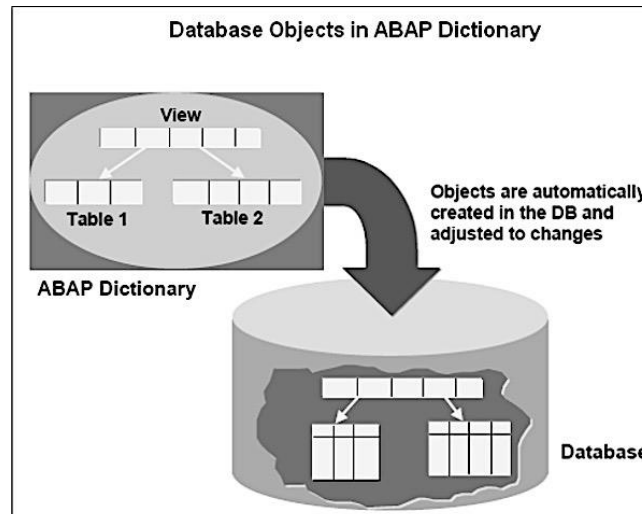 Database Objects in ABAP Dictionary
View
Table 1
Table 2
ABAP Dictionary
Objects are automatically
created in the DB and
adjusted to changes
Database